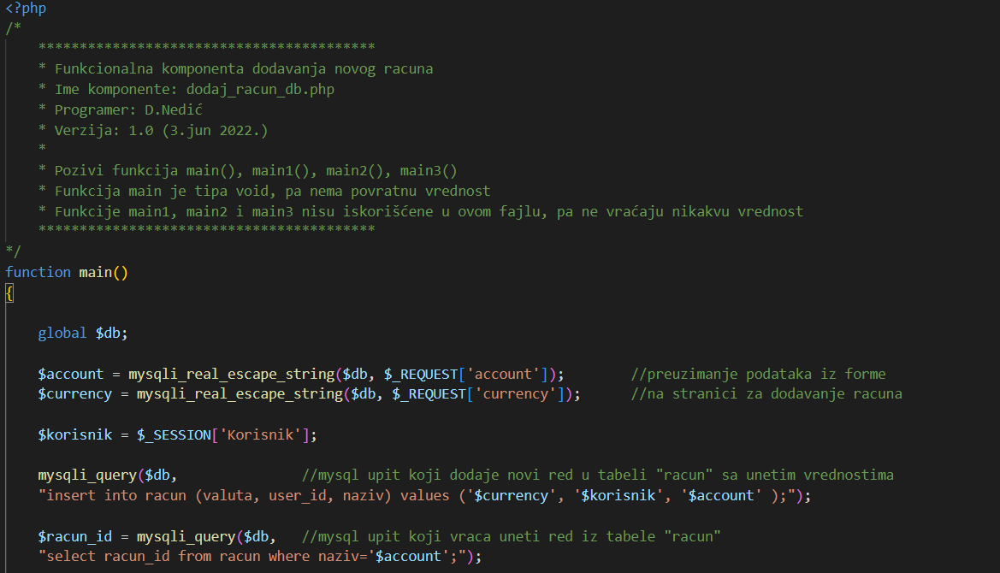 <?php
/*
    *****************************************
    * Funkcionalna komponenta dodavanja novog racuna
    * Ime komponente: dodaj_racun_db.php
    * Programer: D.Nedić
    * Verzija: 1.0 (3.jun 2022.)
    *
    * Pozivi funkcija main(), main1(), main2(), main3()
    * Funkcija main je tipa void, pa nema povratnu vrednost
    * Funkcije main1, main2 i main3 nisu iskorišćene u ovom fajlu, pa ne vraćaju nikakvu vrednost
    *****************************************
*/
function main()
{
    global $db;
    $account = mysqli_real_escape_string($db, $_REQUEST['account']);        //preuzimanje podataka iz forme
    $currency = mysqli_real_escape_string($db, $_REQUEST['currency']);      //na stranici za dodavanje racuna
    $korisnik = $_SESSION['Korisnik'];
    mysqli_query($db,               //mysql upit koji dodaje novi red u tabeli "racun" sa unetim vrednostima
    "insert into racun (valuta, user_id, naziv) values ('$currency', '$korisnik', '$account' );");
    $racun_id = mysqli_query($db,   //mysql upit koji vraca uneti red iz tabele "racun"
    "select racun_id from racun where naziv='$account';");